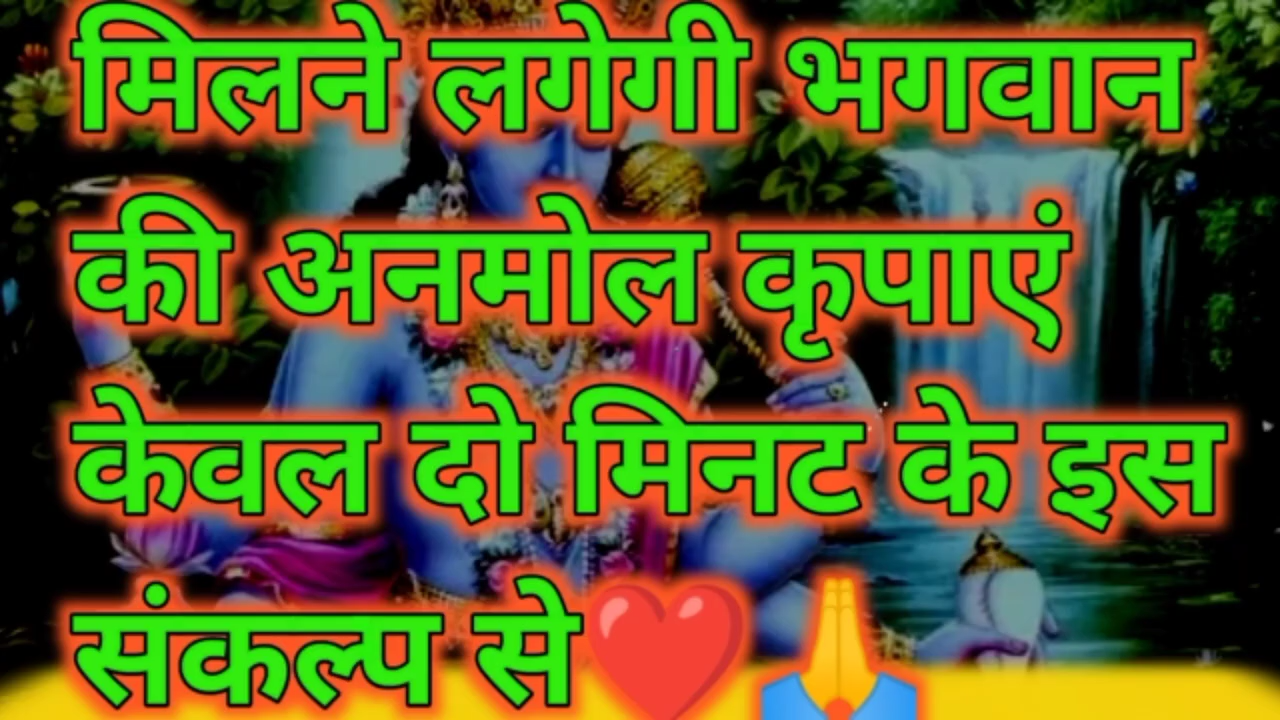 मिलने लगेगी भगवान
की अनमोल कृपाएं
केवल दो मिनट के इस
संकल्प से❤️ 🙏